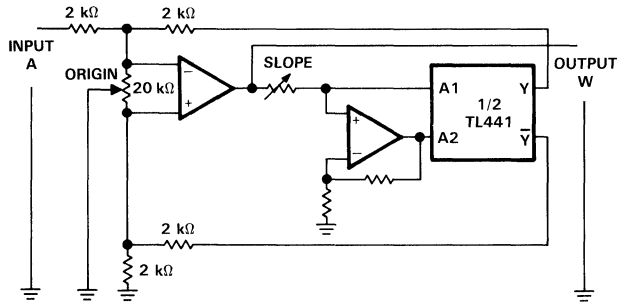 2 kΩ
2 kΩ
INPUT
A
ORIGIN
20 kΩ
−
+
SLOPE
A1
Y
1/2
TL441
A2
Y̅
+
−
OUTPUT
W
2 kΩ
2 kΩ